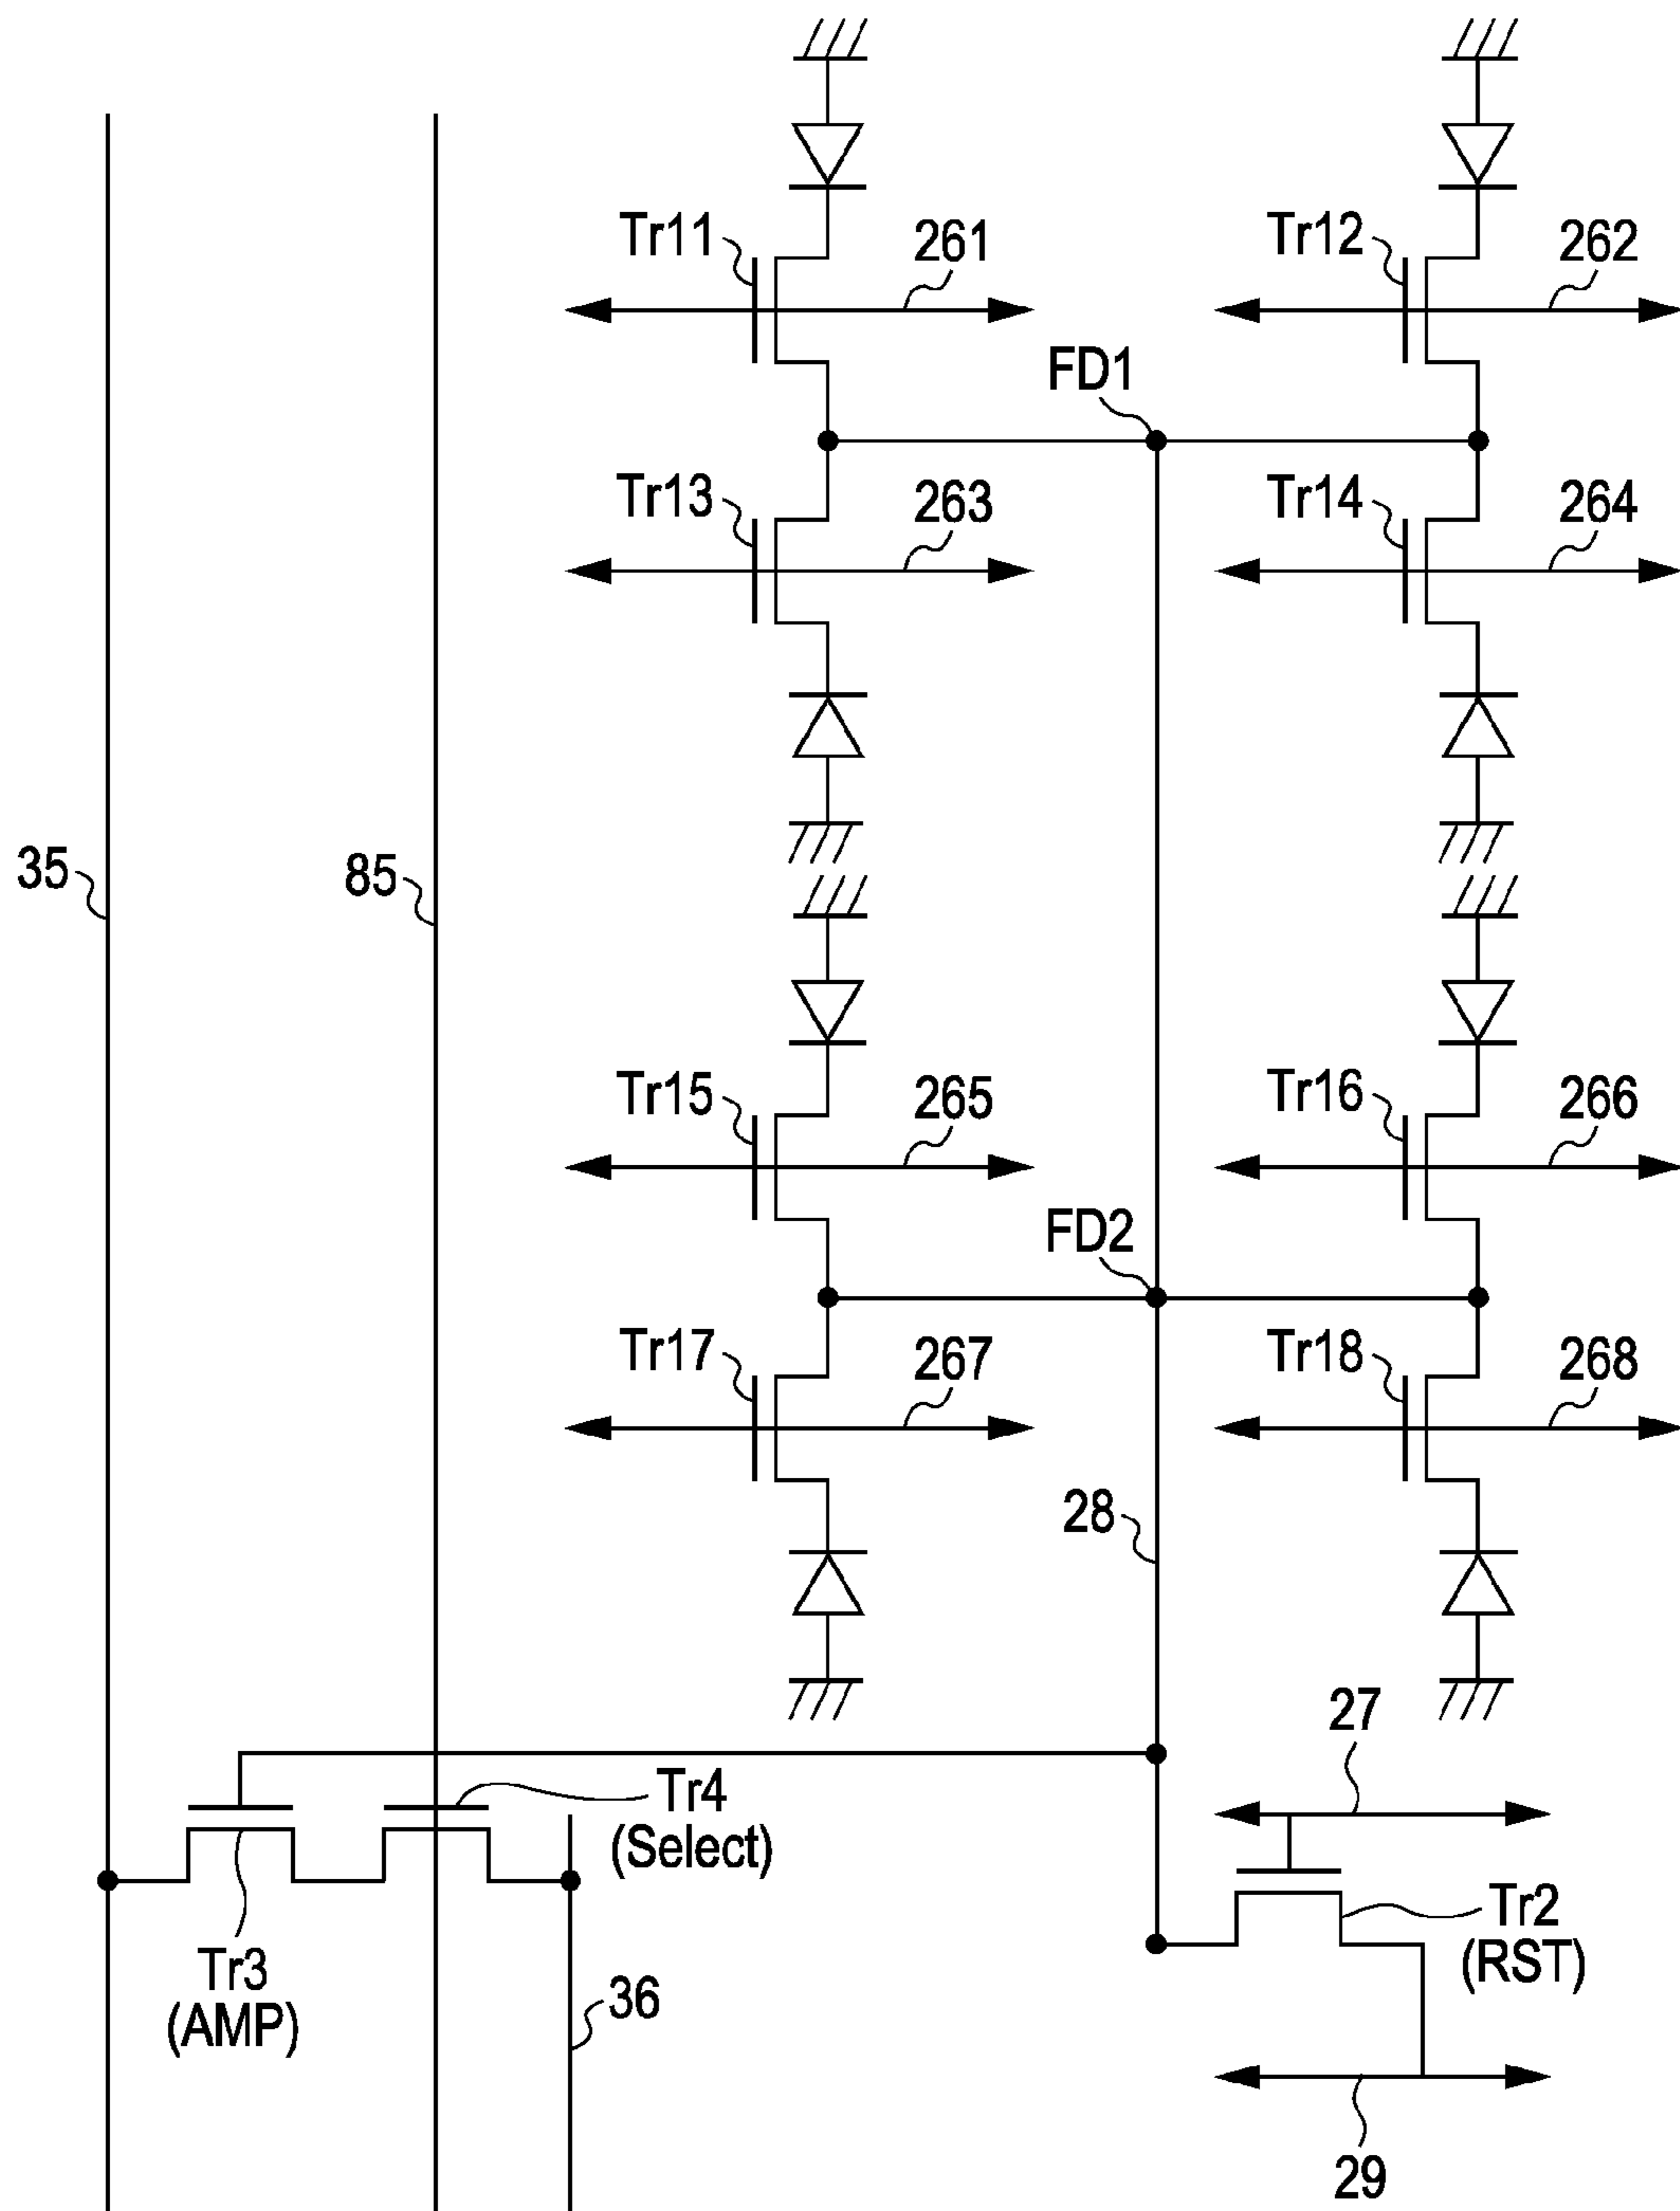 Tr11
261
Tr12
262
FD1
Tr13
263
Tr14
264
35
85
Tr15
265
Tr16
266
FD2
Tr17
267
Tr18
268
28
27
Tr4
(Select)
Tr2
(RST)
Tr3
(AMP)
36
29